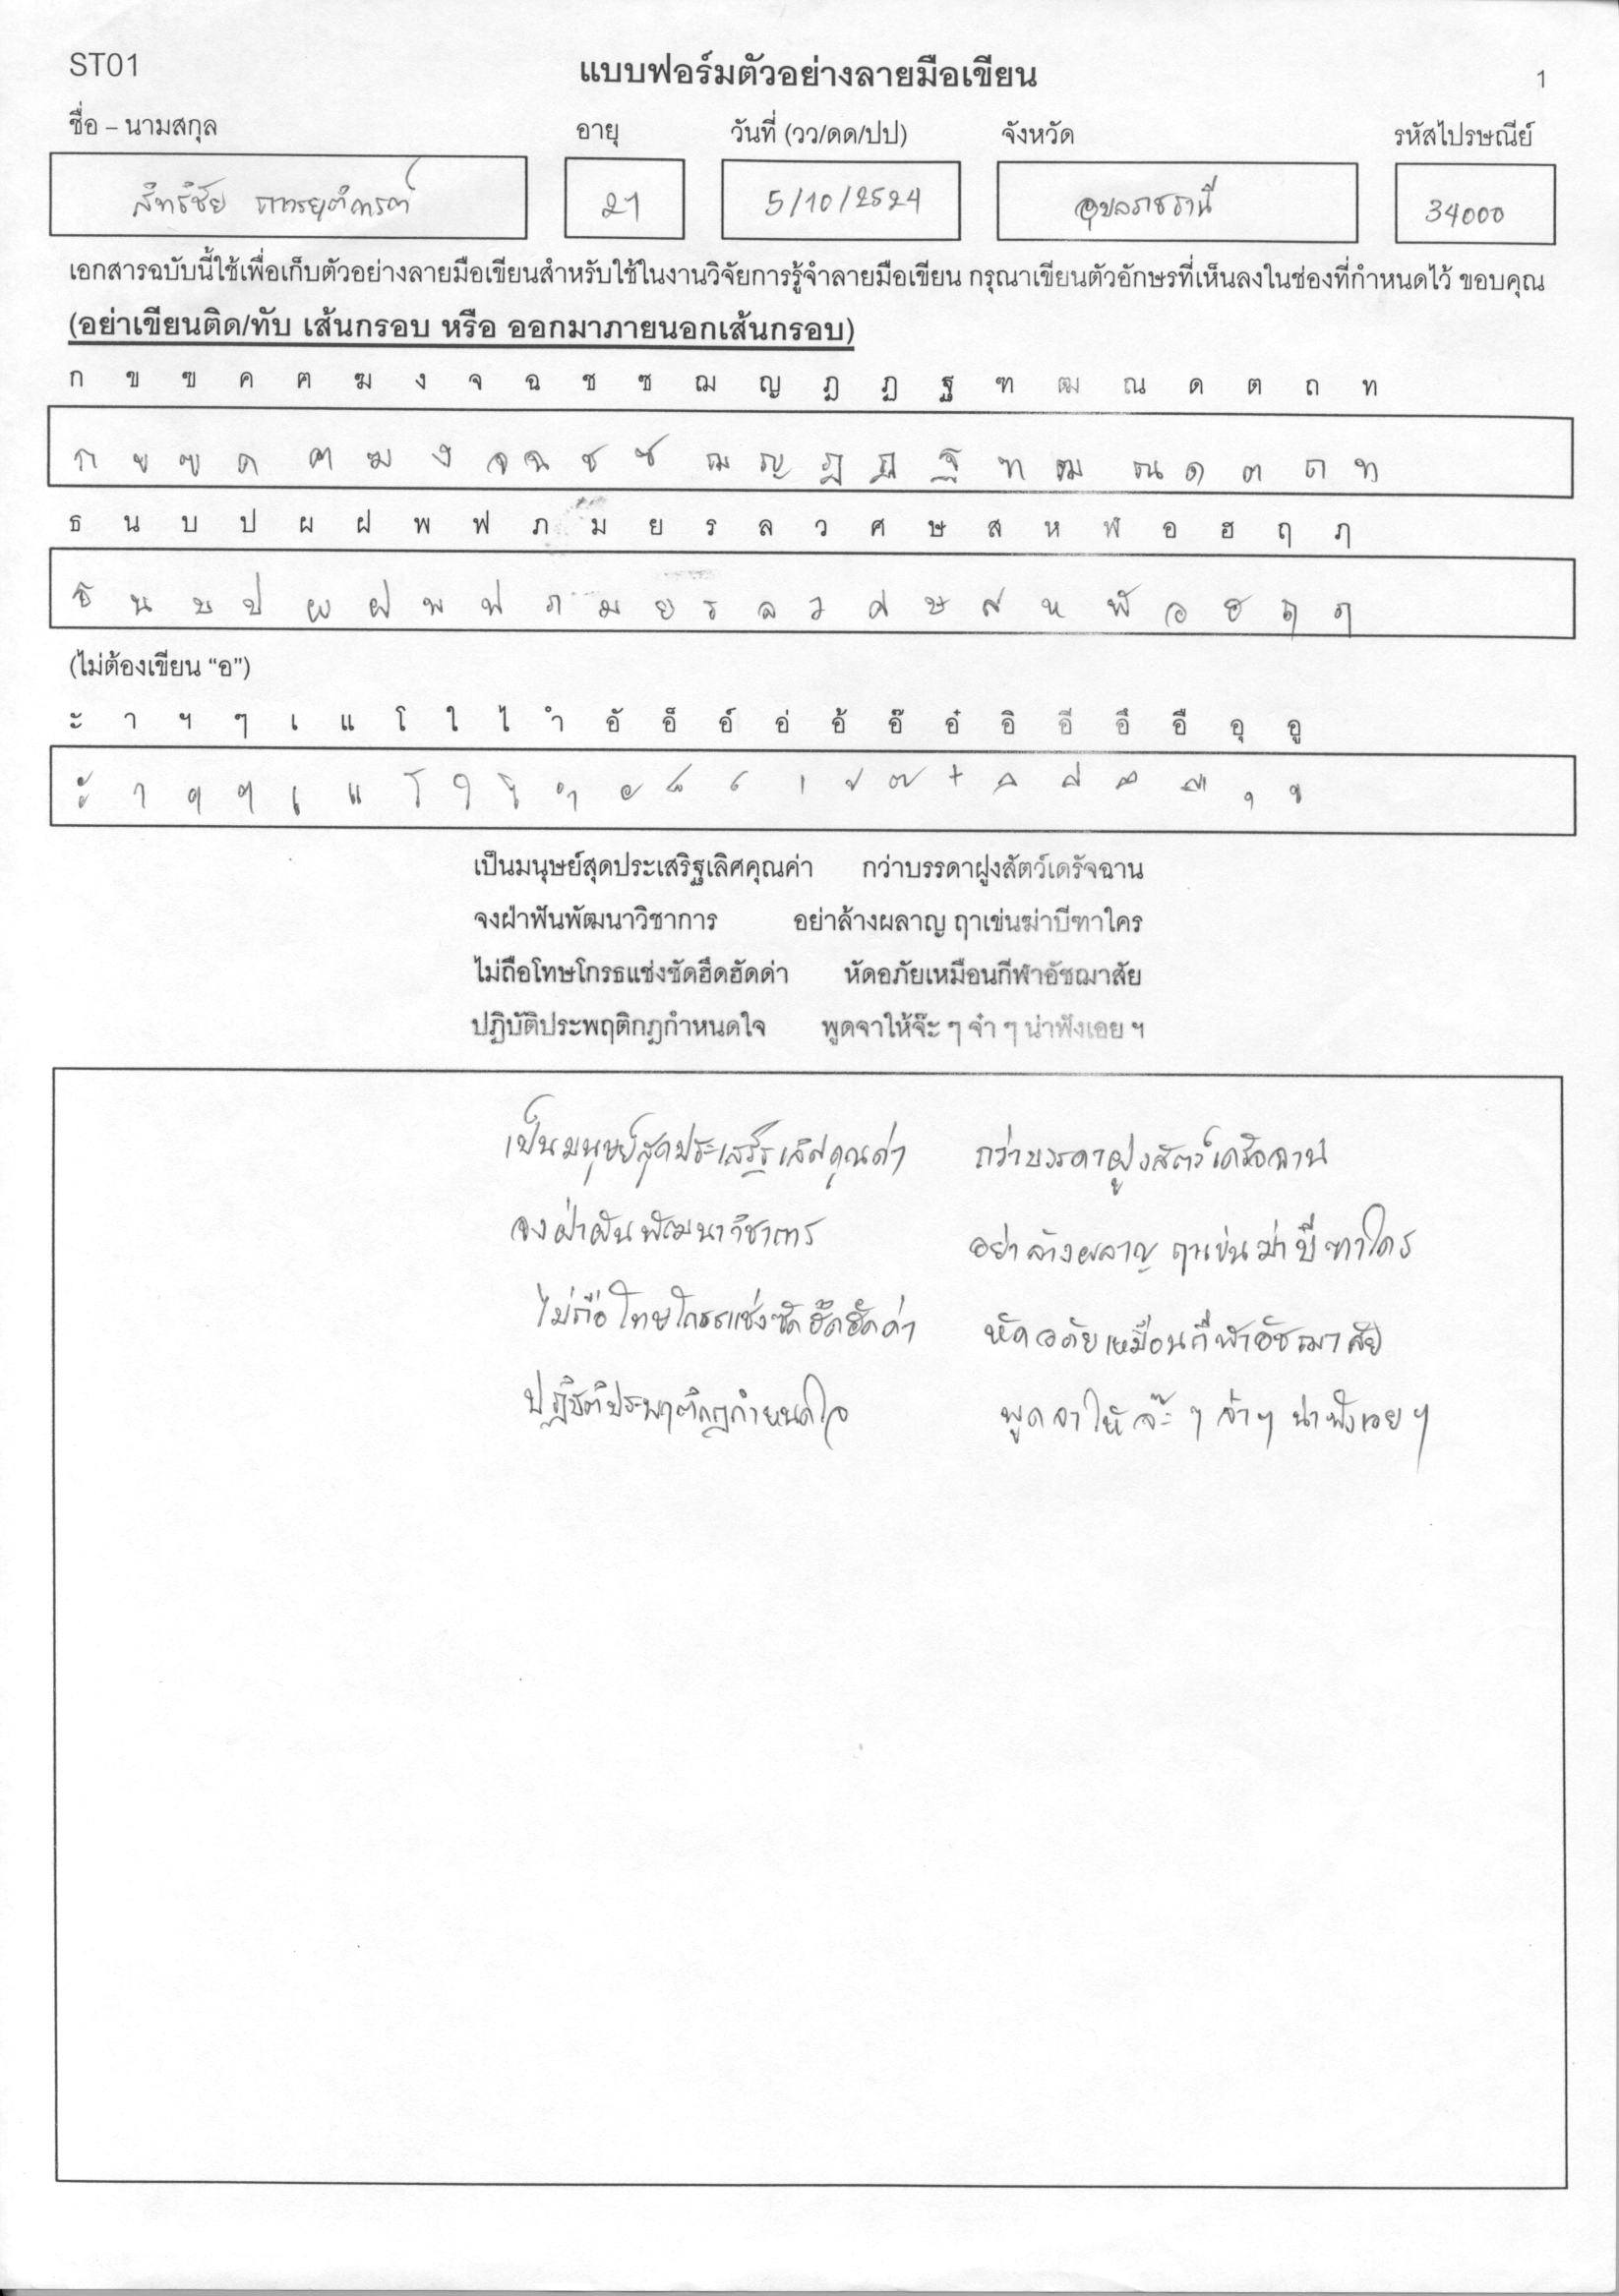 ST01 แบบฟอร์มตัวอย่างลายมือเขียน 1
ชื่อ – นามสกุล อายุ วันที่ (วว/ดด/ปป) จังหวัด รหัสไปรษณีย์
สิทธิชัย 21 5/10/2524 อุบลราชธานี 34000
เอกสารฉบับนี้ใช้เพื่อเก็บตัวอย่างลายมือเขียนสำหรับใช้ในงานวิจัยการรู้จำลายมือเขียน กรุณาเขียนตัวอักษรที่เห็นลงในช่องที่กำหนดไว้ ขอบคุณ
(อย่าเขียนติด/ทับ เส้นกรอบ หรือ ออกมาภายนอกเส้นกรอบ)
ก ข ฃ ค ฅ ฆ ง จ ฉ ช ซ ฌ ญ ฎ ฏ ฐ ฑ ฒ ณ ด ต ถ ท
ก ข ฃ ค ฅ ฆ ง จ ฉ ช ซ ฌ ญ ฎ ฏ ฐ ฑ ฒ ณ ด ต ถ ท
ธ น บ ป ผ ฝ พ ฟ ภ ม ย ร ล ว ศ ษ ส ห ฬ อ ฮ ฤ ฦ
ธ น บ ป ผ ฝ พ ฟ ภ ม ย ร ล ว ศ ษ ส ห ฬ อ ฮ ฤ ฦ
(ไม่ต้องเขียน “อ”)
ะ า ฯ ๆ เ แ โ ใ ไ ำ อั อ็ อ์ อ่ อ้ อ๊ อ๋ อิ อี อึ อื อุ อู
ะ า ฯ ๆ เ แ โ ใ ไ ำ ั ็ ์ ่ ้ ๊ ๋ ิ ี ึ ื ุ ู
เป็นมนุษย์สุดประเสริฐเลิศคุณค่า กว่าบรรดาฝูงสัตว์เดรัจฉาน
จงฝ่าฟันพัฒนาวิชาการ อย่าล้างผลาญ ฤาเข่นฆ่าบีฑาใคร
ไม่ถือโทษโกรธแช่งซัดฮึดฮัดด่า หัดอภัยเหมือนกีฬาอัชฌาสัย
ปฏิบัติประพฤติกฎกำหนดใจ พูดจาให้จ๊ะ ๆ จ๋า ๆ น่าฟังเอย ฯ
เป็นมนุษย์สุดประเสริฐเลิศคุณค่า กว่าบรรดาฝูงสัตว์เดรัจฉาน
จงฝ่าฟันพัฒนาวิชาการ อย่าล้างผลาญ ฤาเข่นฆ่าบีฑาใคร
ไม่ถือโทษโกรธแช่งซัดฮึดฮัดด่า หัดอภัยเหมือนกีฬาอัชฌาสัย
ปฏิบัติประพฤติกฎกำหนดใจ พูดจาให้จ๊ะ ๆ จ๋า ๆ น่าฟังเอย ฯ